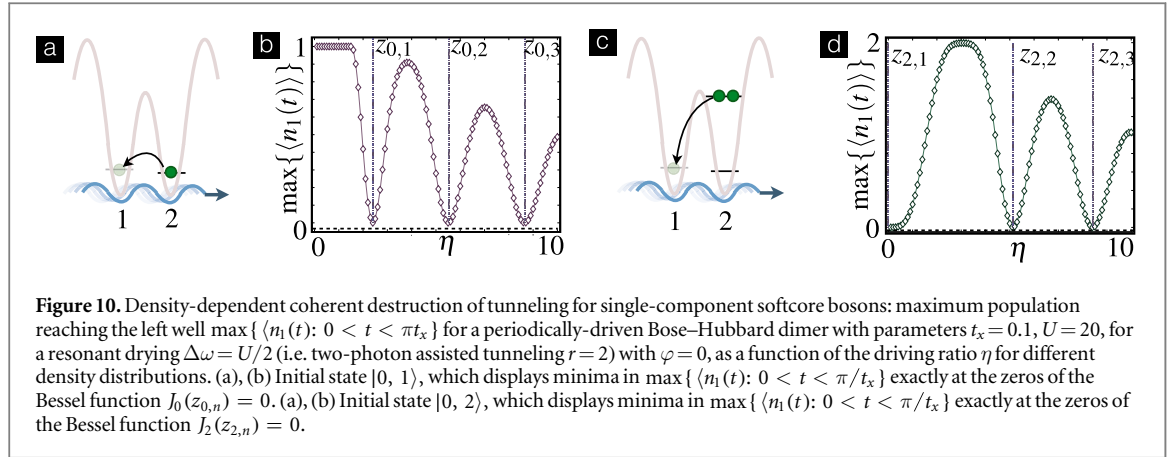 a
b
c
d
1
0
max{⟨n₁(t)⟩}
z₀,₁
z₀,₂
z₀,₃
η
10
1
2
2
0
max{⟨n₁(t)⟩}
z₂,₁
z₂,₂
z₂,₃
η
10
1
2
Figure 10. Density-dependent coherent destruction of tunneling for single-component softcore bosons: maximum population
reaching the left well max{⟨n₁(t): 0 < t < πtₓ} for a periodically-driven Bose–Hubbard dimer with parameters tₓ = 0.1, U = 20, for
a resonant drying Δω = U/2 (i.e. two-photon assisted tunneling r = 2) with φ = 0, as a function of the driving ratio η for different
density distributions. (a), (b) Initial state |0, 1⟩, which displays minima in max{⟨n₁(t): 0 < t < π/tₓ} exactly at the zeros of the
Bessel function J₀(z₀,ₙ) = 0. (a), (b) Initial state |0, 2⟩, which displays minima in max{⟨n₁(t): 0 < t < π/tₓ} exactly at the zeros of
the Bessel function J₂(z₂,ₙ) = 0.